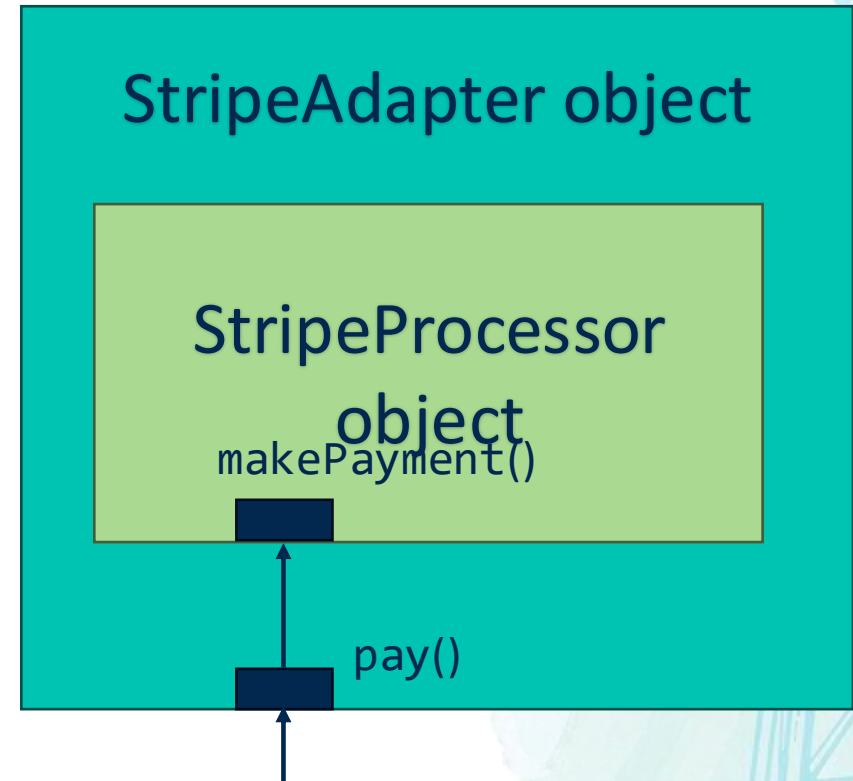 StripeAdapter object
StripeProcessor
object
makePayment()
pay()